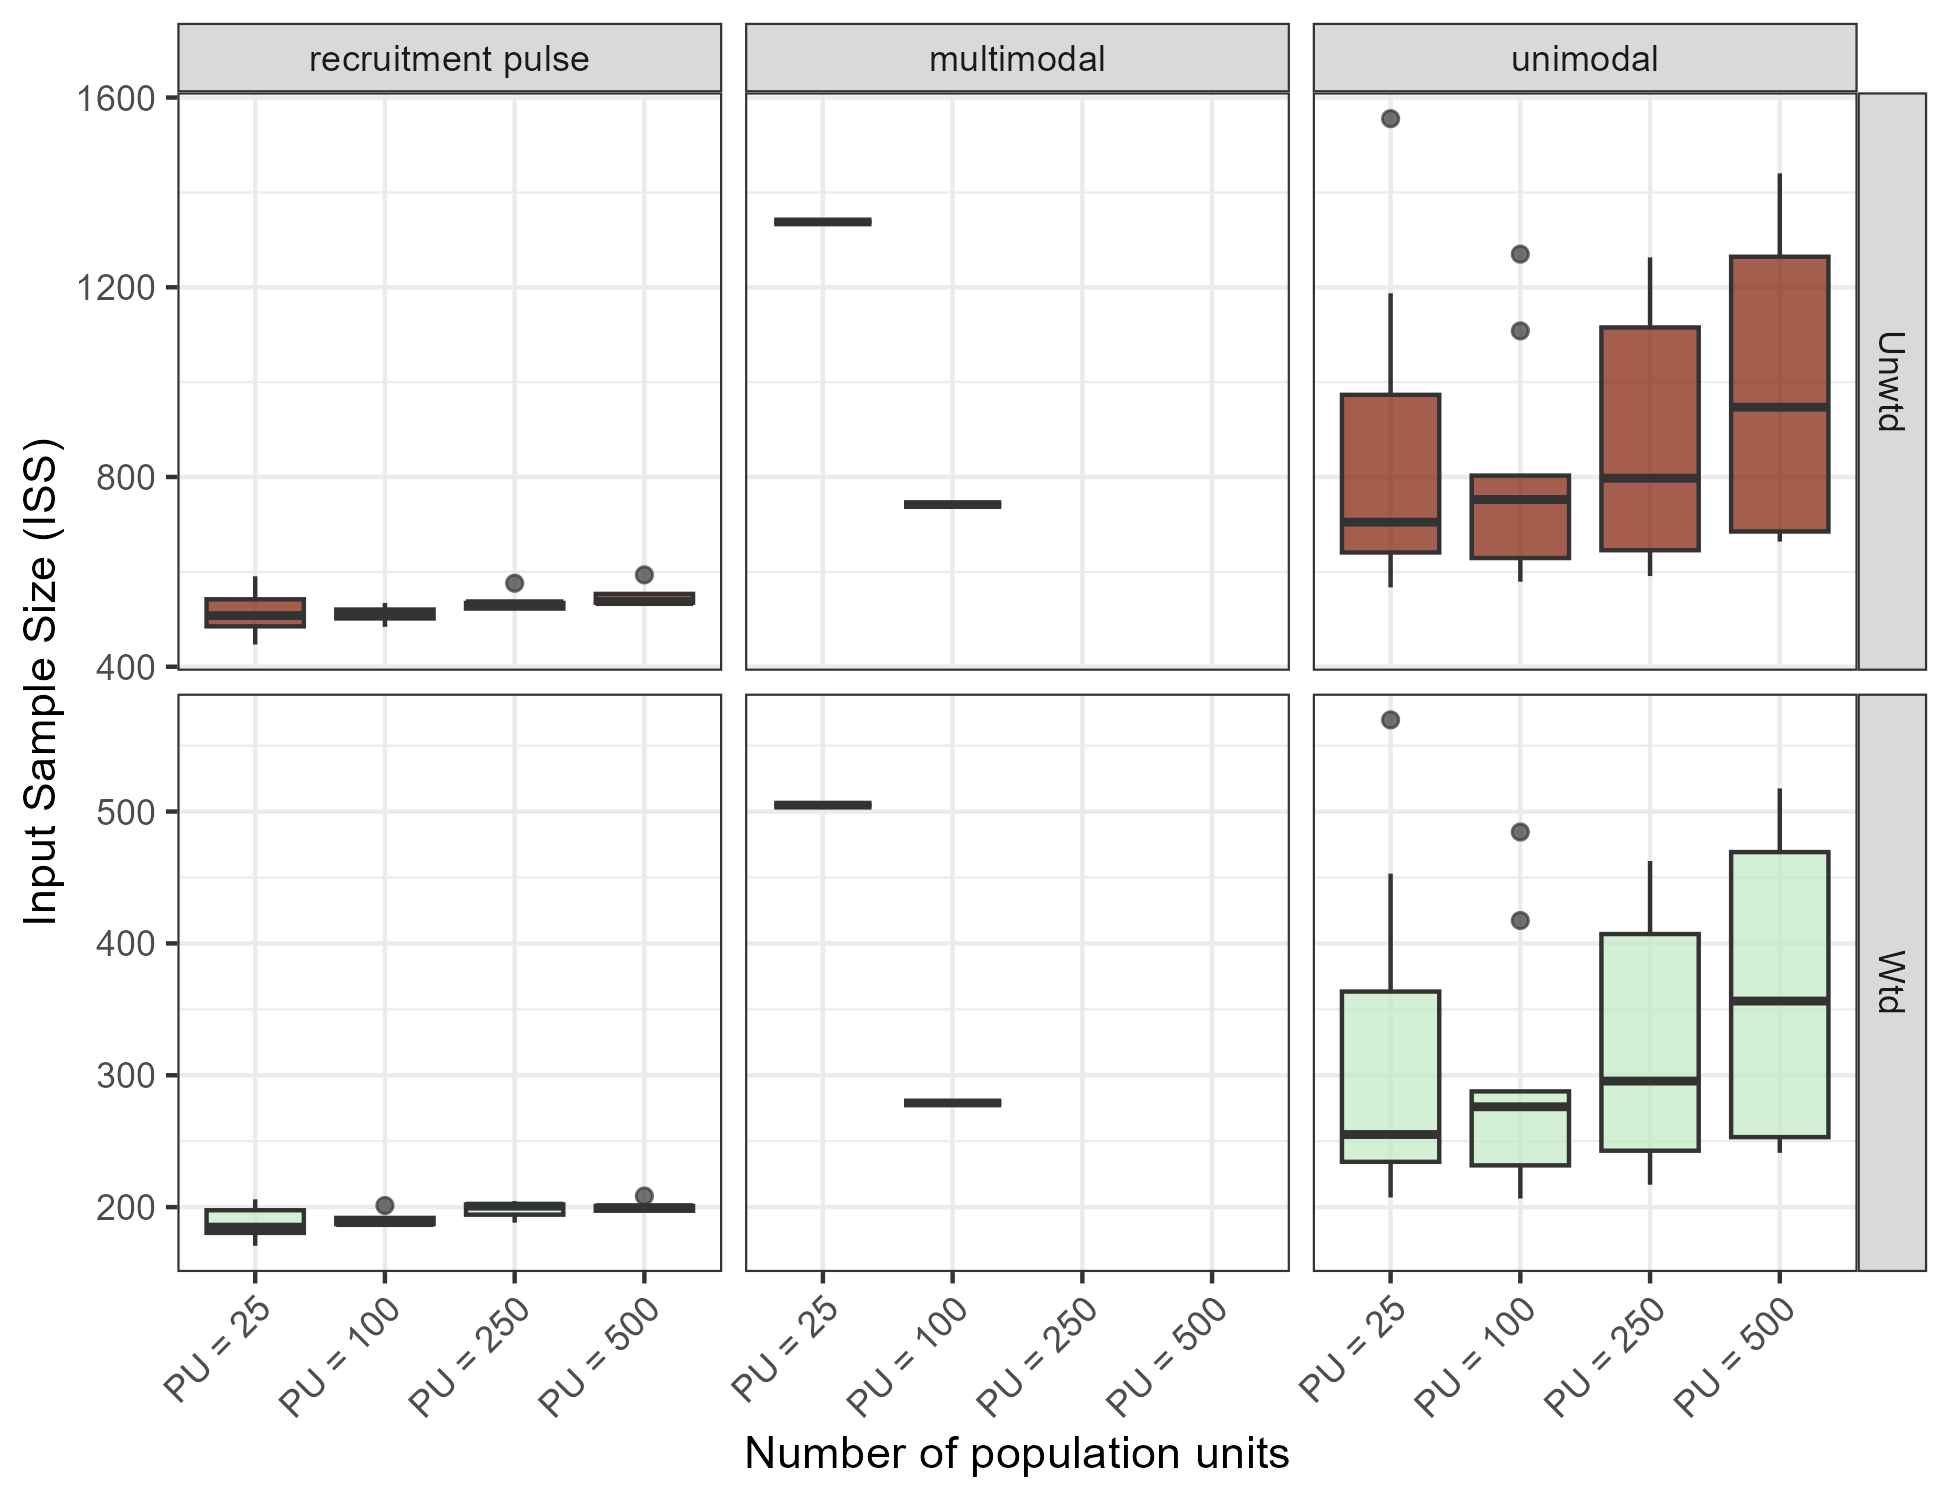 recruitment pulse
multimodal
unimodal
1600
1200
800
400
Unwtd
500
400
300
200
Wtd
Input Sample Size (ISS)
PU = 25
PU = 100
PU = 250
PU = 500
PU = 25
PU = 100
PU = 250
PU = 500
PU = 25
PU = 100
PU = 250
PU = 500
Number of population units